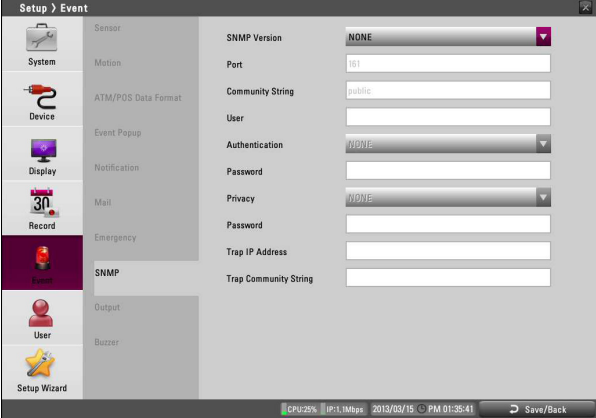 Setup > Event
System
Device
Display
Record
30
Event
User
Setup Wizard
Sensor
Motion
ATM/POS Data Format
Event Popup
Notification
Mail
Emergency
SNMP
Output
Buzzer
SNMP Version NONE
Port 161
Community String public
User
Authentication NONE
Password
Privacy NONE
Password
Trap IP Address
Trap Community String
CPU:25% IP:1.1Mbps 2013/03/15 PM 01:35:41 Save/Back